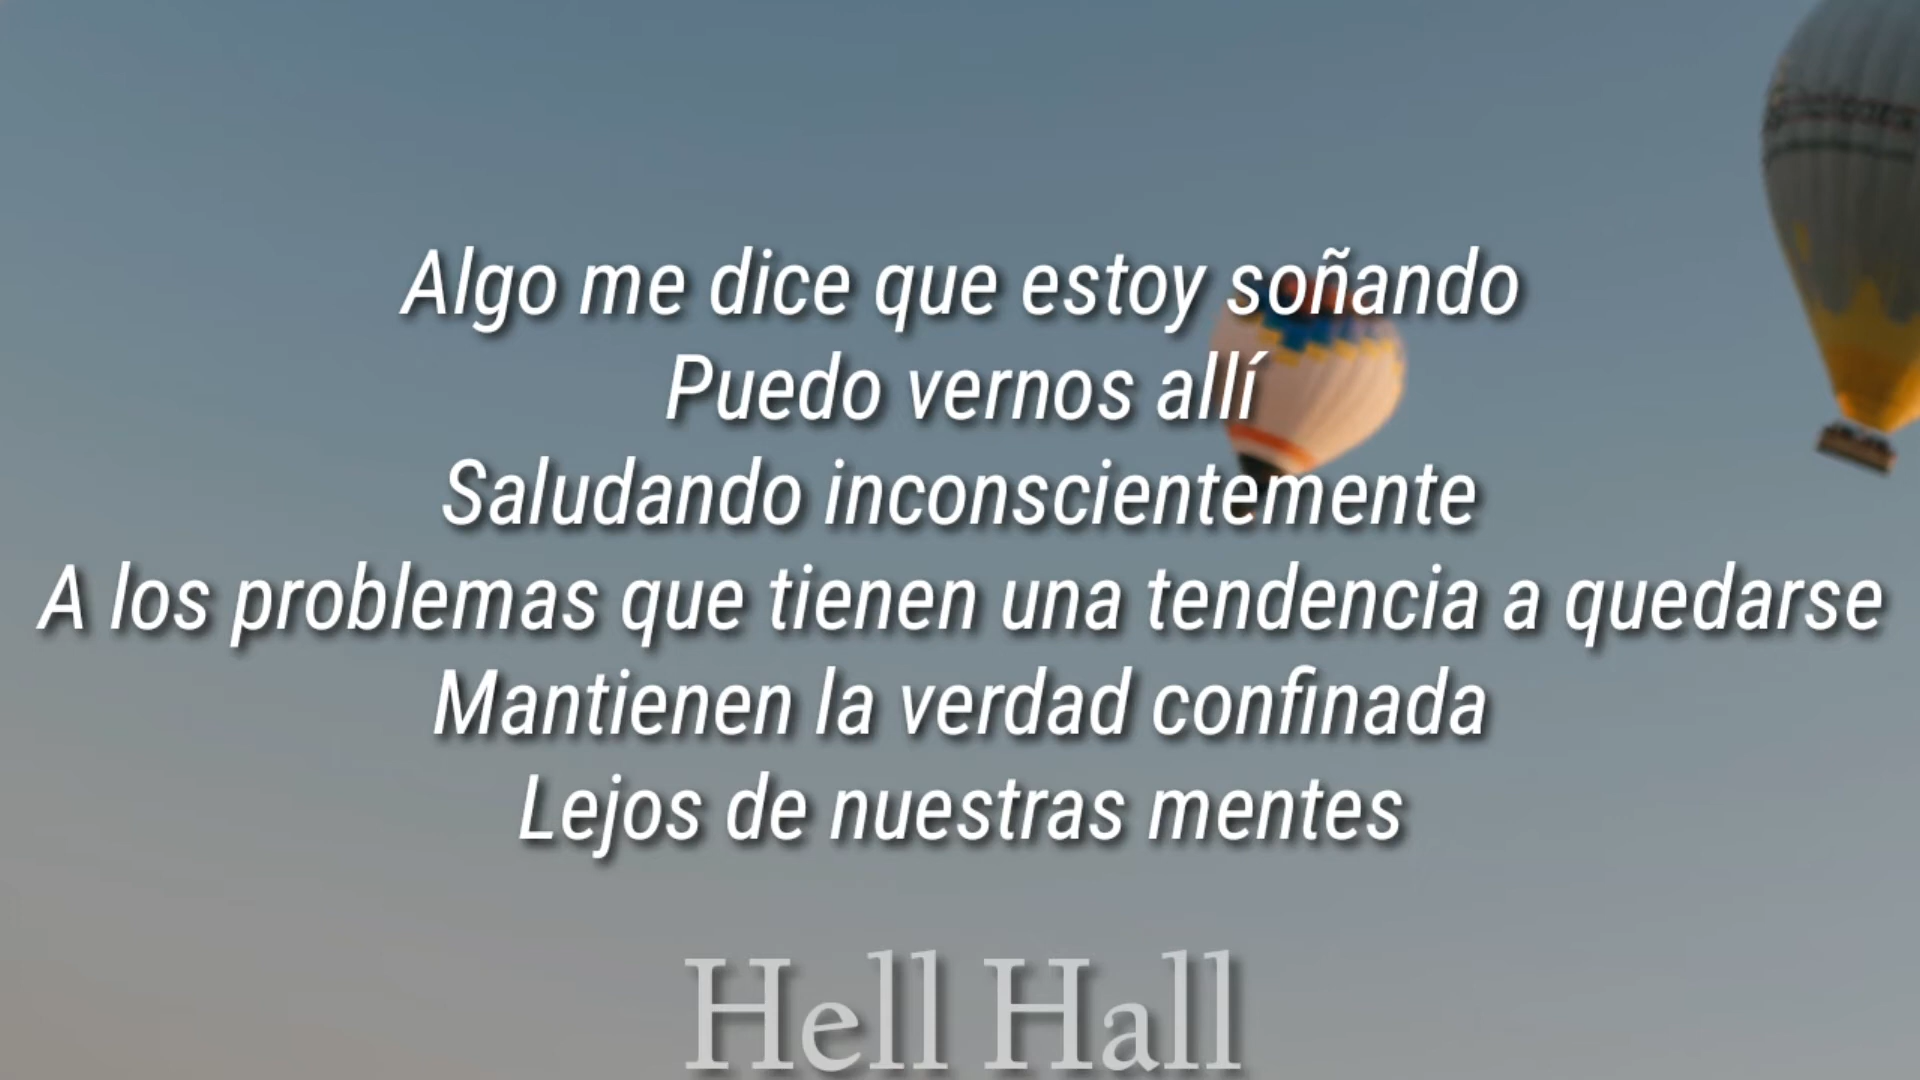 Algo me dice que estoy soñando
Puedo vernos allí
Saludando inconscientemente
A los problemas que tienen una tendencia a quedarse
Mantienen la verdad confinada
Lejos de nuestras mentes
Hell Hall